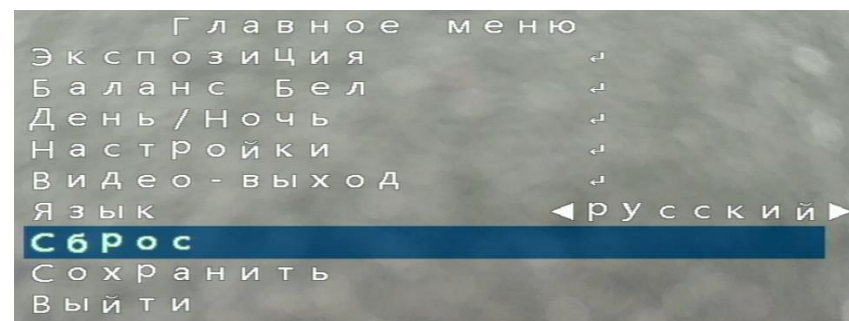 Главное меню
Экспозиция ↵
Баланс Бел ↵
День/Ночь ↵
Настройки ↵
Видео-выход ↵
Язык ◀Русский▶
Сброс
Сохранить
Выйти